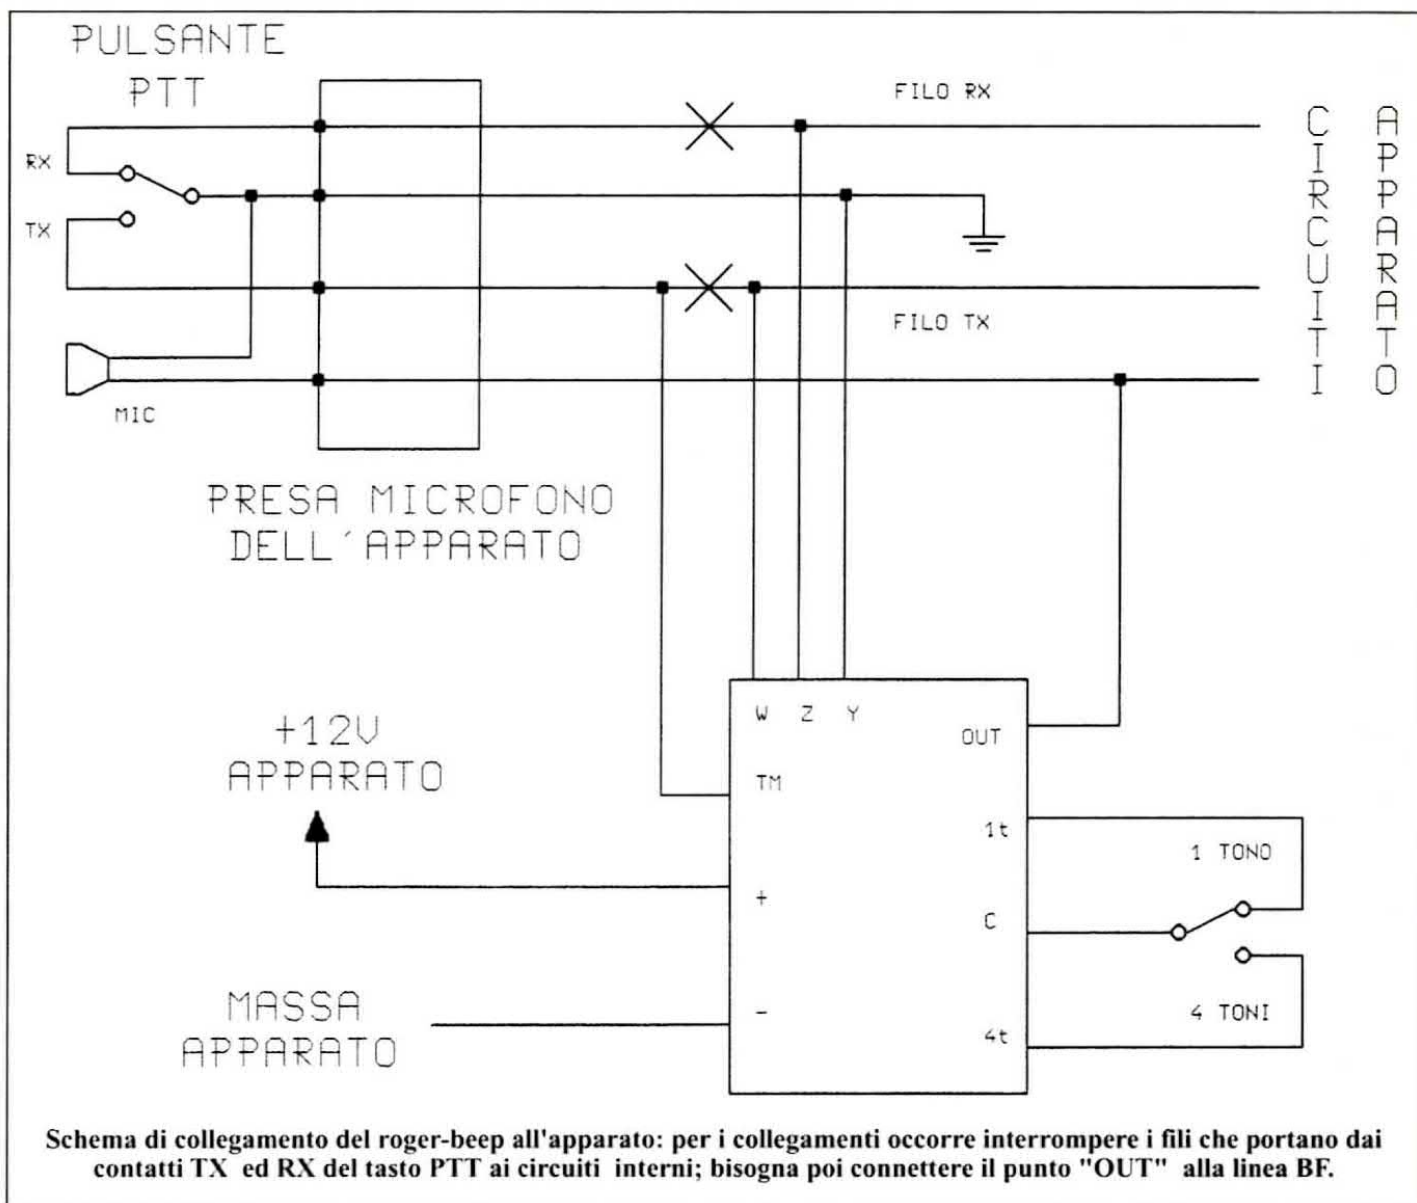 PULSANTE
PTT
FILO RX
RX
TX
FILO TX
MIC
CIRCUITI
APPARATO
PRESA MICROFONO
DELL'APPARATO
W Z Y
OUT
+12V
APPARATO
TM
1t
1 TONO
+
C
MASSA
APPARATO
-
4 TONI
4t
Schema di collegamento del roger-beep all'apparato: per i collegamenti occorre interrompere i fili che portano dai
contatti TX ed RX del tasto PTT ai circuiti interni; bisogna poi connettere il punto "OUT" alla linea BF.